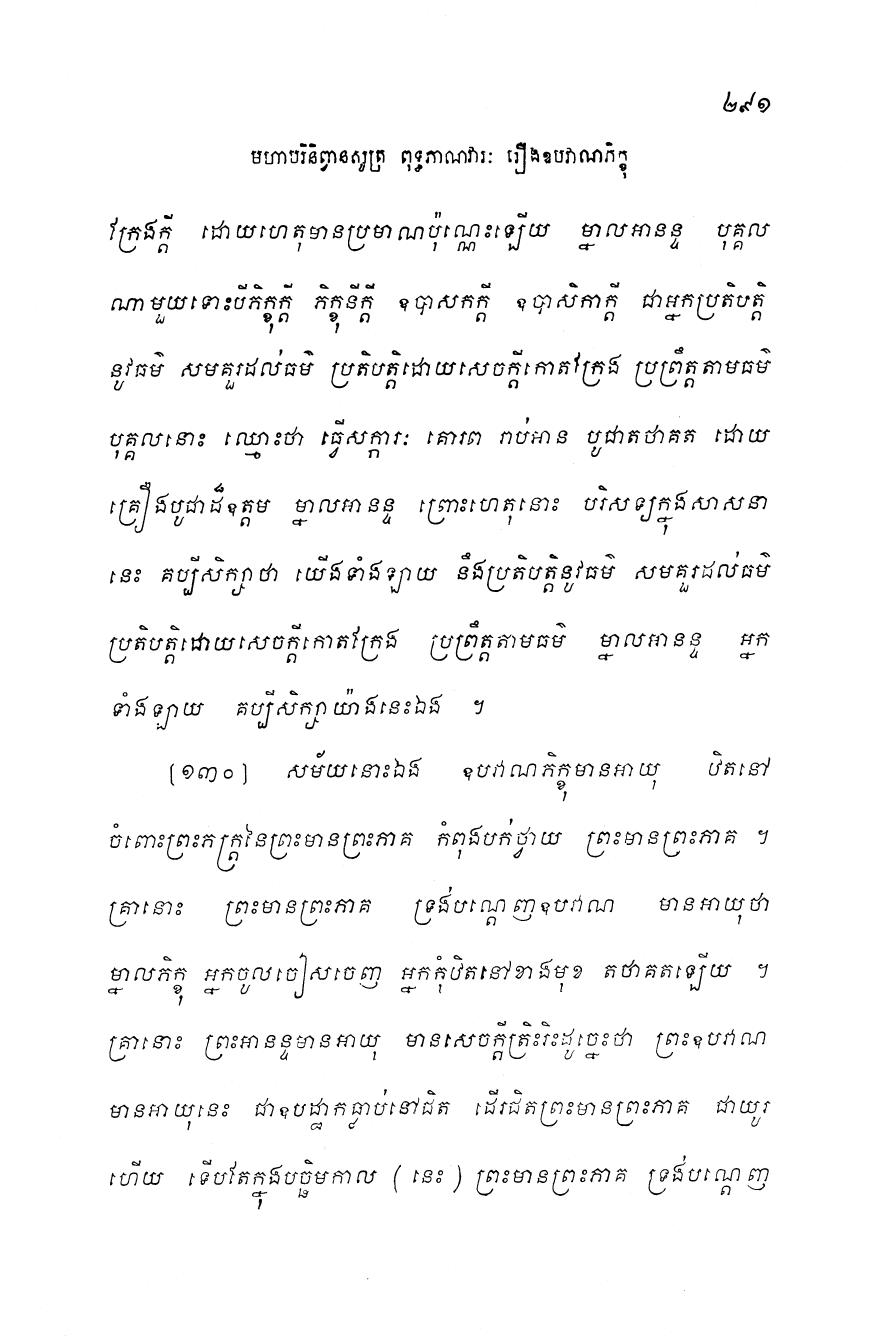 ២៩១
មហាបរិនិព្វានសូត្រ ពុទ្ធភាណវារៈ រឿងឧបវាណភិក្ខុ
ក្រែងក្តី ដោយហេតុមានប្រមាណប៉ុណ្ណេះឡើយ ម្នាលអានន្ទ បុគ្គល
ណាមួយទោះបីភិក្ខុក្តី ភិក្ខុនីក្តី ឧបាសកក្តី ឧបាសិកាក្តី ជាអ្នកប្រតិបត្តិ
នូវធម៌ សមគួរដល់ធម៌ ប្រតិបត្តិដោយសេចក្តីកោតក្រែង ប្រព្រឹត្តតាមធម៌
បុគ្គលនោះ ឈ្មោះថា ធ្វើសក្ការៈ គោរព រាប់អាន បូជាតថាគត ដោយ
គ្រឿងបូជាដ៏ឧត្តម ម្នាលអានន្ទ ព្រោះហេតុនោះ បរិសទ្យក្នុងសាសនា
នេះ គប្បីសិក្សាថា យើងទាំងឡាយ នឹងប្រតិបត្តិនូវធម៌ សមគួរដល់ធម៌
ប្រតិបត្តិដោយសេចក្តីកោតក្រែង ប្រព្រឹត្តតាមធម៌ ម្នាលអានន្ទ អ្នក
ទាំងឡាយ គប្បីសិក្សាយ៉ាងនេះឯង ។
[១៣០] សម័យនោះឯង ឧបវាណភិក្ខុមានអាយុ ឋិតនៅ
ចំពោះព្រះភក្ត្រនៃព្រះមានព្រះភាគ កំពុងបក់ថ្វាយ ព្រះមានព្រះភាគ ។
គ្រានោះ ព្រះមានព្រះភាគ ទ្រង់បណ្តេញឧបវាណ មានអាយុថា
ម្នាលភិក្ខុ អ្នកចូលចៀសចេញ អ្នកកុំឋិតនៅខាងមុខ តថាគតឡើយ ។
គ្រានោះ ព្រះអានន្ទមានអាយុ មានសេចក្តីត្រិះរិះដូច្នេះថា ព្រះឧបវាណ
មានអាយុនេះ ជាឧបដ្ឋាកធ្លាប់នៅជិត ដើរជិតព្រះមានព្រះភាគ ជាយូរ
ហើយ ទើបតែក្នុងបច្ឆិមកាល ( នេះ ) ព្រះមានព្រះភាគ ទ្រង់បណ្តេញ